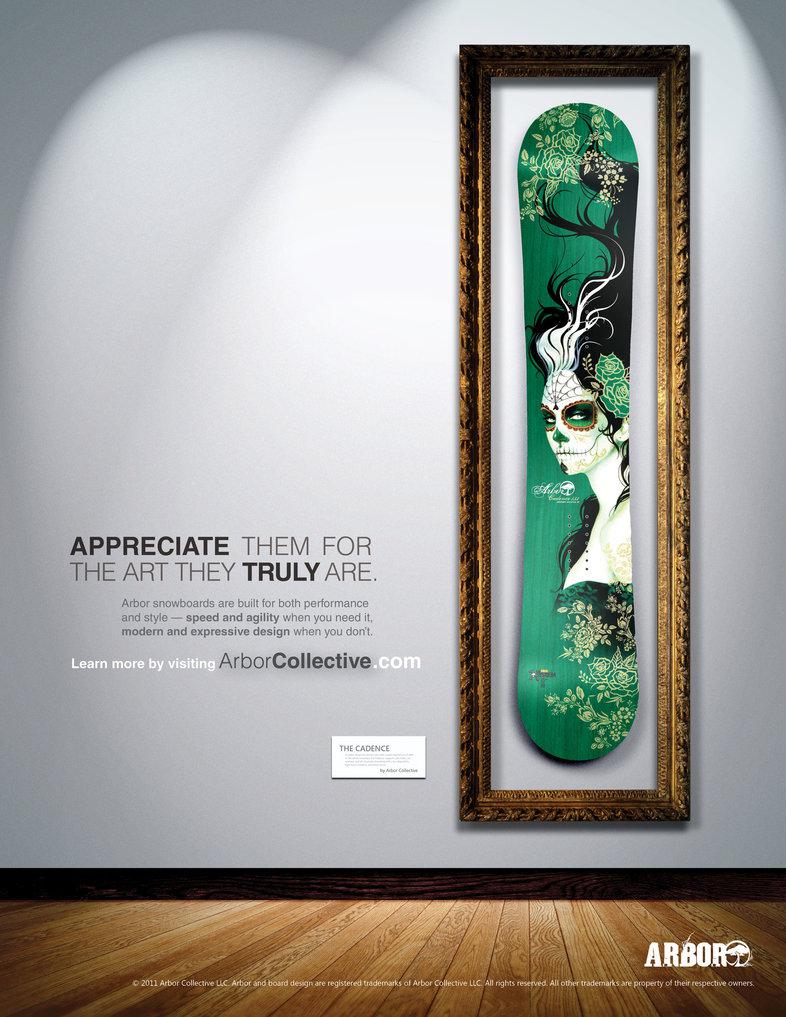 APPRECIATE THEM FOR
THE ART THEY TRULY ARE.
Arbor snowboards are built for both performance
and style — speed and agility when you need it,
modern and expressive design when you don't.
Learn more by visiting ArborCollective.com
Arbor
THE CADENCE
by Arbor Collective
ARBOR
© 2011 Arbor Collective LLC. Arbor and board design are registered trademarks of Arbor Collective LLC. All rights reserved. All other trademarks are property of their respective owners.